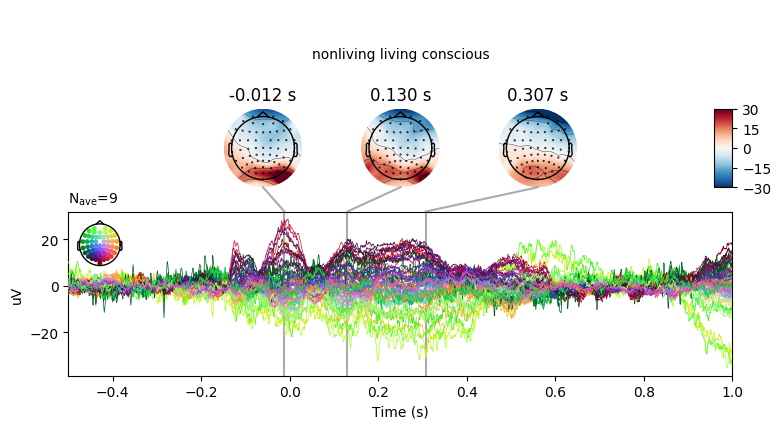 nonliving living conscious
-0.012 s 0.130 s 0.307 s
30
15
0
−15
−30
Nave=9
20
0
−20
uV
−0.4 −0.2 0.0 0.2 0.4 0.6 0.8 1.0
Time (s)